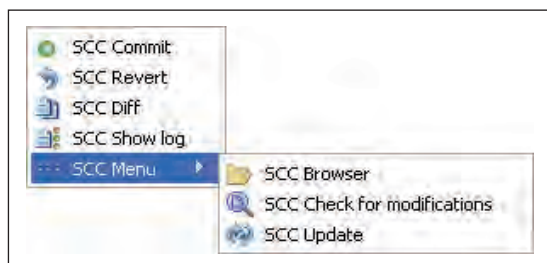 SCC Commit
SCC Revert
SCC Diff
SCC Show log
SCC Menu
SCC Browser
SCC Check for modifications
SCC Update